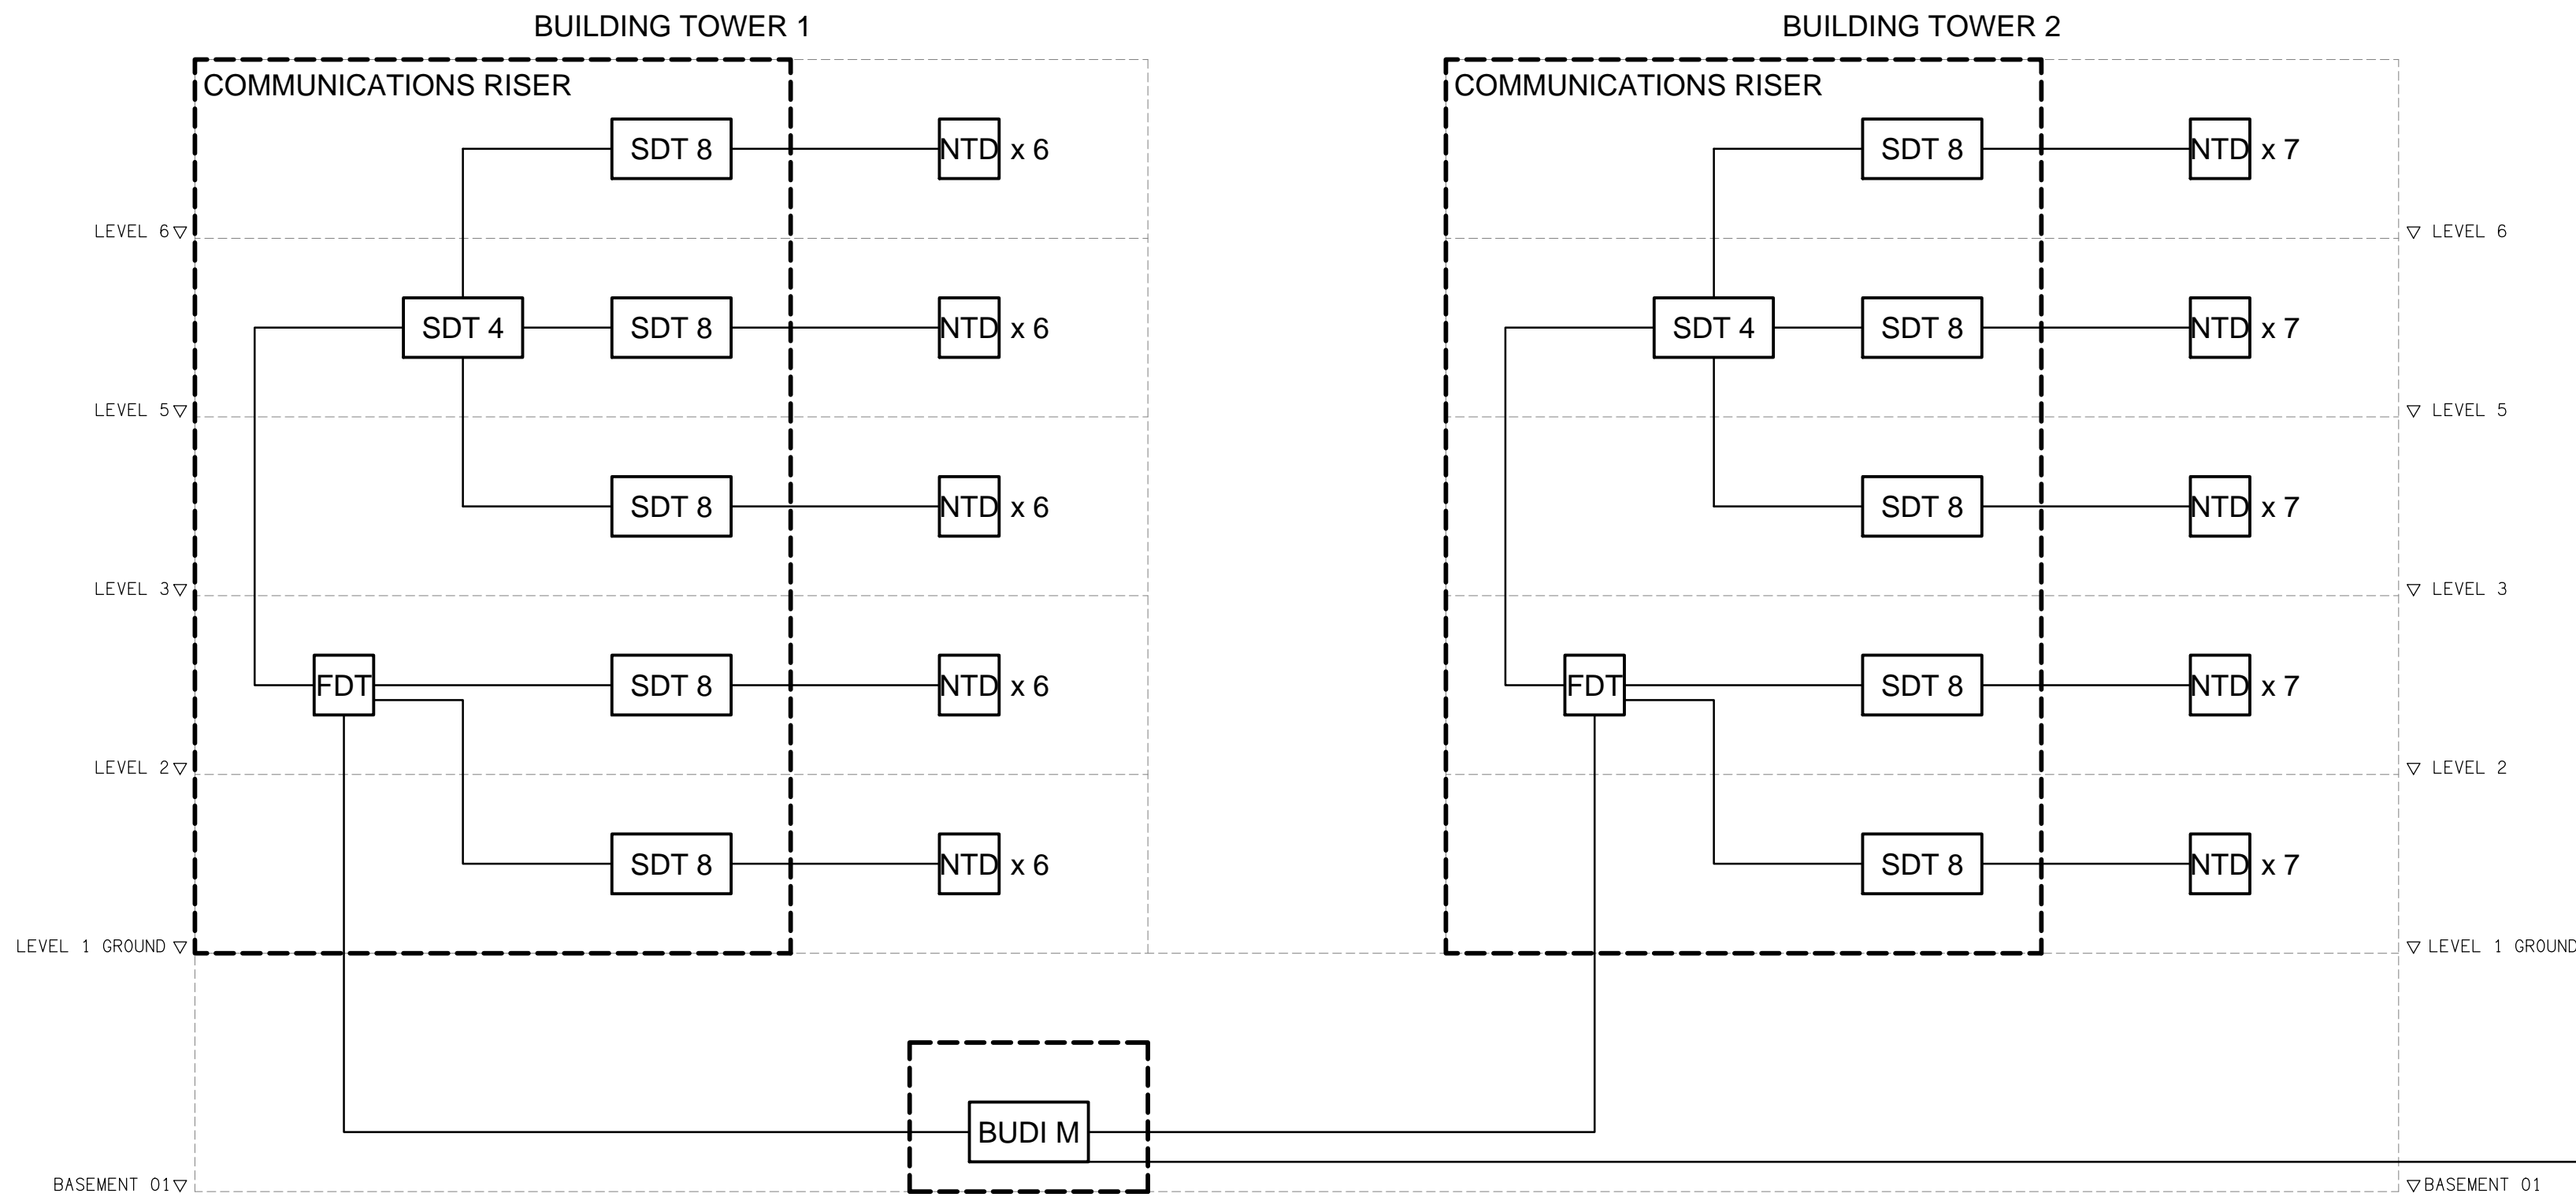 BUILDING TOWER 1
BUILDING TOWER 2
COMMUNICATIONS RISER
COMMUNICATIONS RISER
SDT 8
NTD x 6
SDT 8
NTD x 7
LEVEL 6
LEVEL 6
SDT 4
SDT 8
NTD x 6
SDT 4
SDT 8
NTD x 7
LEVEL 5
LEVEL 5
SDT 8
NTD x 6
SDT 8
NTD x 7
LEVEL 3
LEVEL 3
FDT
SDT 8
NTD x 6
FDT
SDT 8
NTD x 7
LEVEL 2
LEVEL 2
SDT 8
NTD x 6
SDT 8
NTD x 7
LEVEL 1 GROUND
LEVEL 1 GROUND
BUDI M
BASEMENT 01
BASEMENT 01